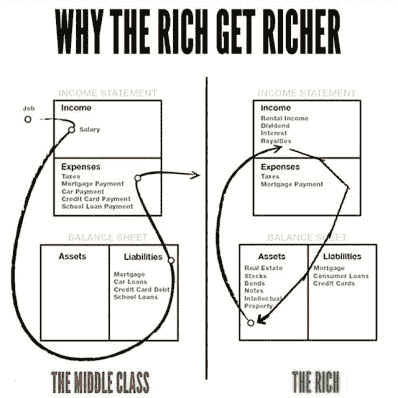 WHY THE RICH GET RICHER
INCOME STATEMENT
Job
Income
Salary
Expenses
Taxes
Mortgage Payment
Car Payment
Credit Card Payment
School Loan Payment
BALANCE SHEET
Assets
Liabilities
Mortgage
Car Loans
Credit Card Debt
School Loans
THE MIDDLE CLASS
INCOME STATEMENT
Income
Rental Income
Dividend
Interest
Royalties
Expenses
Taxes
Mortgage Payment
BALANCE SHEET
Assets
Real Estate
Stocks
Bonds
Notes
Intellectual
Property
Liabilities
Mortgage
Consumer Loans
Credit Cards
THE RICH